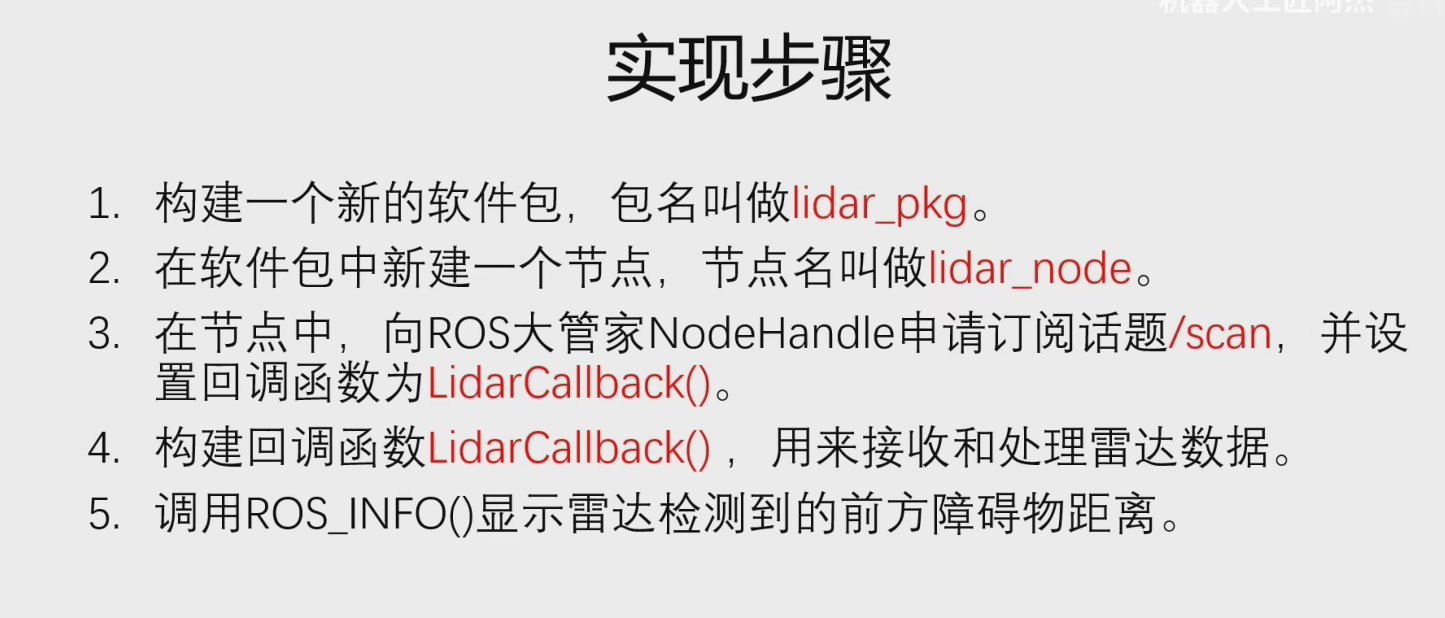 机器人工匠阿杰
实现步骤
1. 构建一个新的软件包，包名叫做lidar_pkg。
2. 在软件包中新建一个节点，节点名叫做lidar_node。
3. 在节点中，向ROS大管家NodeHandle申请订阅话题/scan，并设
置回调函数为LidarCallback()。
4. 构建回调函数LidarCallback() ，用来接收和处理雷达数据。
5. 调用ROS_INFO()显示雷达检测到的前方障碍物距离。